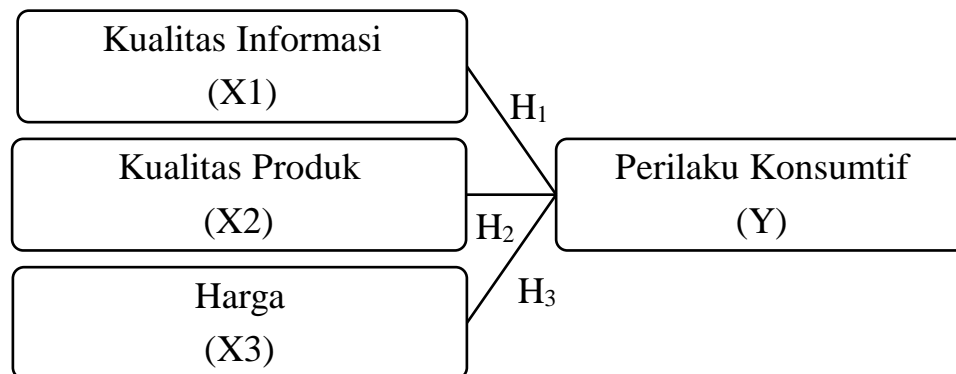 Kualitas Informasi
(X1)
H₁
Kualitas Produk
(X2)
H₂
Perilaku Konsumtif
(Y)
Harga
(X3)
H₃